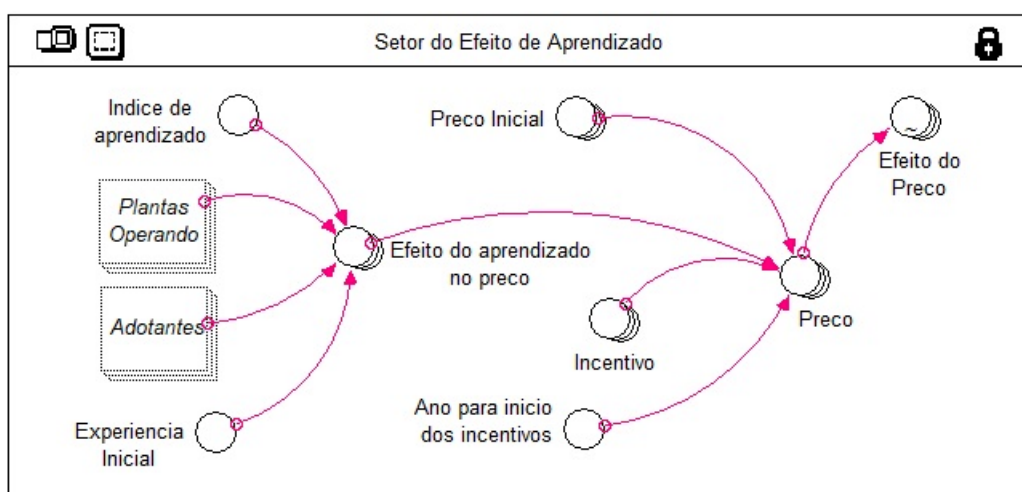 Setor do Efeito de Aprendizado
Indice de
aprendizado
Preco Inicial
Efeito do
Preco
Plantas
Operando
Efeito do aprendizado
no preco
Adotantes
Preco
Incentivo
Ano para inicio
dos incentivos
Experiencia
Inicial